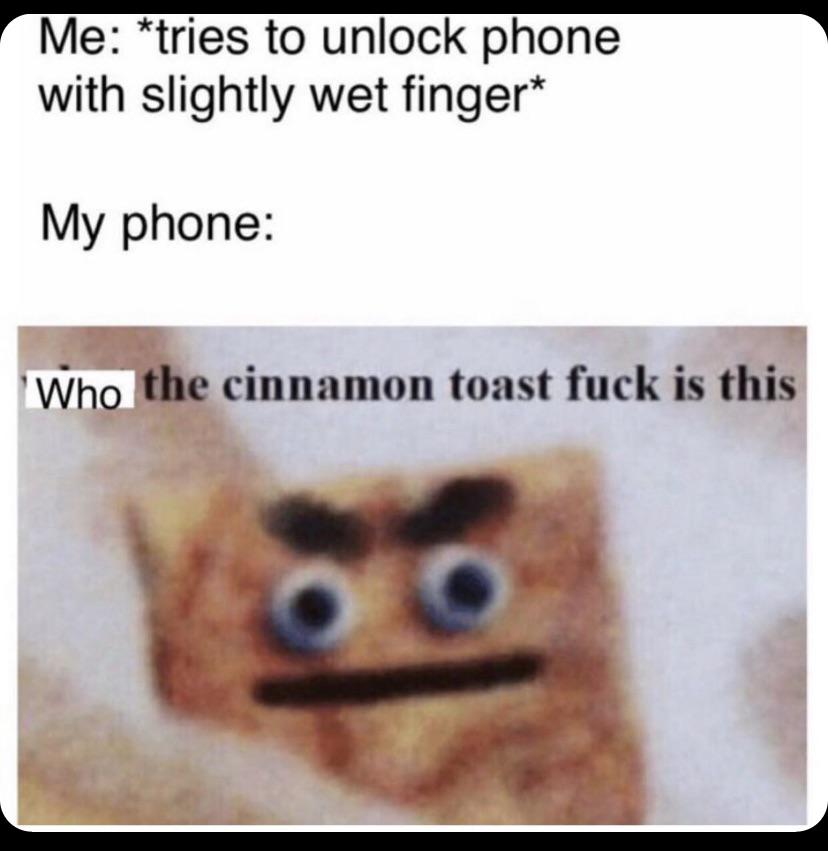 Me: *tries to unlock phone
with slightly wet finger*
My phone:
Who the cinnamon toast fuck is this